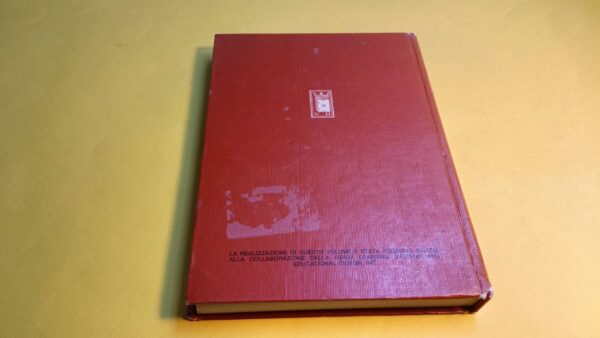 LA REALIZZAZIONE DI QUESTO VOLUME È STATA POSSIBILE GRAZIE
ALLA COLLABORAZIONE DELLA AND
EDUCATIONAL DESIGN, INC.